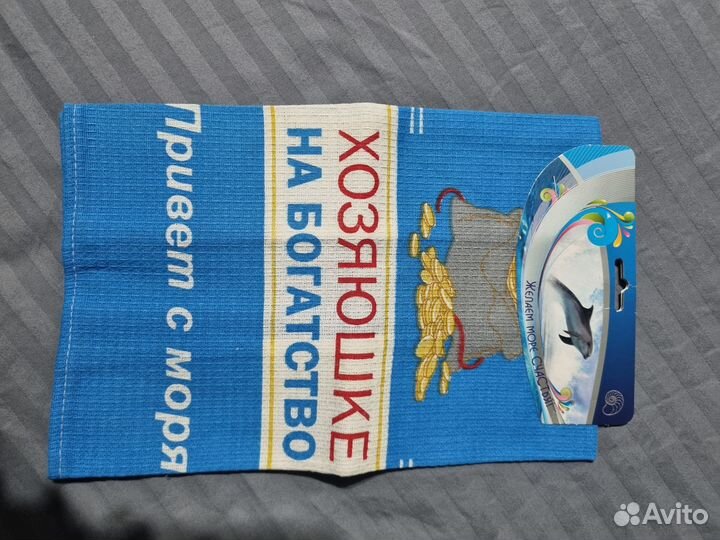 ЖЕЛАЕМ МОРЕ СЧАСТЬЯ!
ХОЗЯЮШКЕ
НА БОГАТСТВО
Привет с моря
Avito